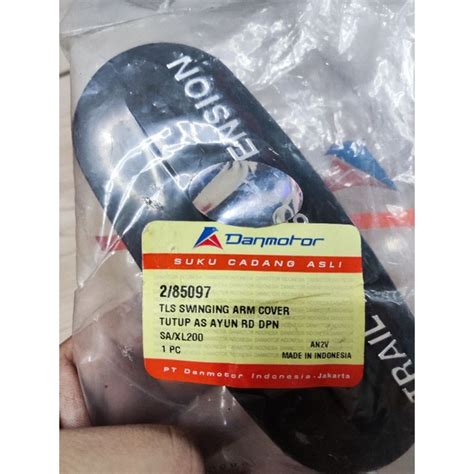 ENSION
TRAIL
Danmotor
SUKU CADANG ASLI
2/85097
TLS SWINGING ARM COVER
TUTUP AS AYUN RD DPN
SA/XL200
1 PC
AN2V
MADE IN INDONESIA
PT Danmotor Indonesia-Jakarta